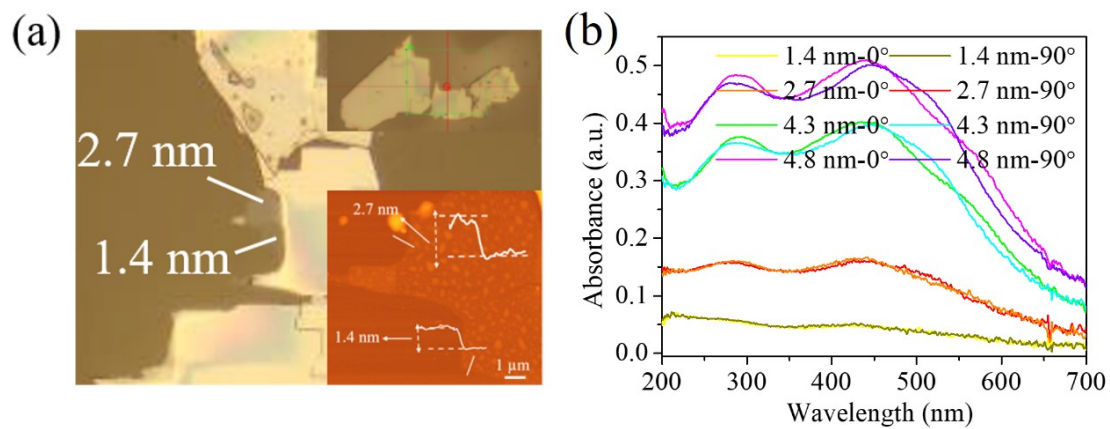 (a)
2.7 nm
1.4 nm
2.7 nm
1.4 nm
1 μm
(b)
1.4 nm-0° 1.4 nm-90°
2.7 nm-0° 2.7 nm-90°
4.3 nm-0° 4.3 nm-90°
4.8 nm-0° 4.8 nm-90°
Absorbance (a.u.)
0.5
0.4
0.3
0.2
0.1
0.0
200 300 400 500 600 700
Wavelength (nm)